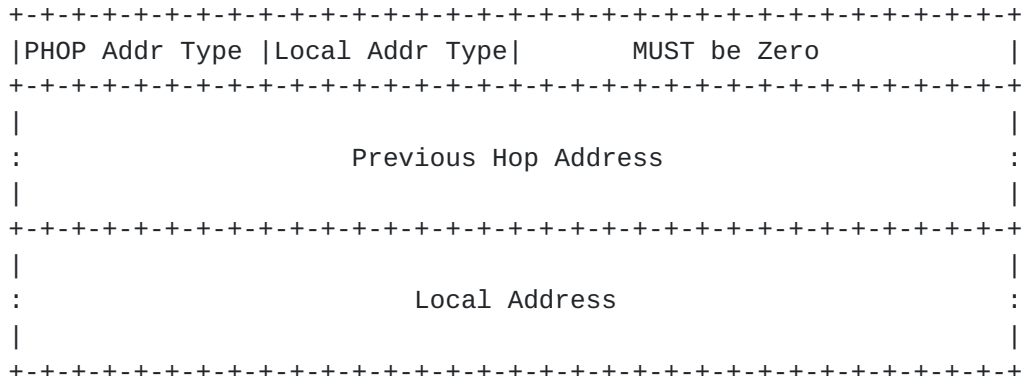 +-+-+-+-+-+-+-+-+-+-+-+-+-+-+-+-+-+-+-+-+-+-+-+-+-+-+-+-+-+-+-+-+
|PHOP Addr Type |Local Addr Type|       MUST be Zero            |
+-+-+-+-+-+-+-+-+-+-+-+-+-+-+-+-+-+-+-+-+-+-+-+-+-+-+-+-+-+-+-+-+
|                                                               |
:                     Previous Hop Address                      :
|                                                               |
+-+-+-+-+-+-+-+-+-+-+-+-+-+-+-+-+-+-+-+-+-+-+-+-+-+-+-+-+-+-+-+-+
|                                                               |
:                         Local Address                         :
|                                                               |
+-+-+-+-+-+-+-+-+-+-+-+-+-+-+-+-+-+-+-+-+-+-+-+-+-+-+-+-+-+-+-+-+